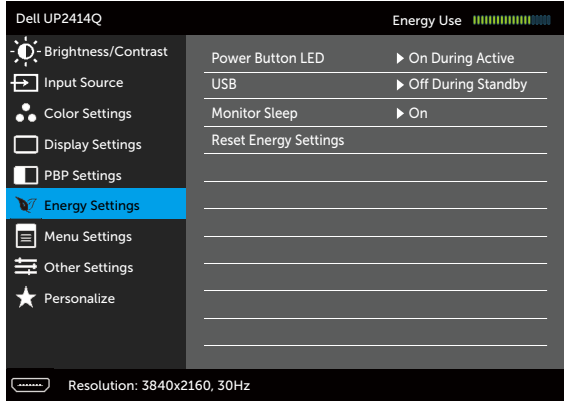 Dell UP2414Q
Energy Use
Brightness/Contrast
Input Source
Color Settings
Display Settings
PBP Settings
Energy Settings
Menu Settings
Other Settings
Personalize
Power Button LED On During Active
USB Off During Standby
Monitor Sleep On
Reset Energy Settings
Resolution: 3840x2160, 30Hz